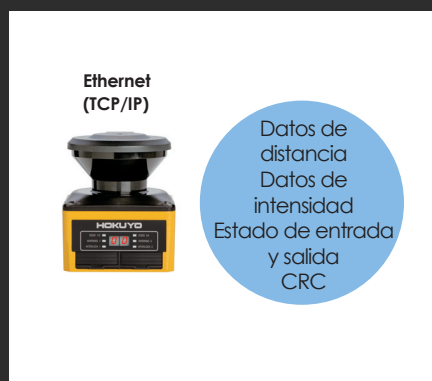 Ethernet
(TCP/IP)
HOKUYO
Datos de
distancia
Datos de
intensidad
Estado de entrada
y salida
CRC